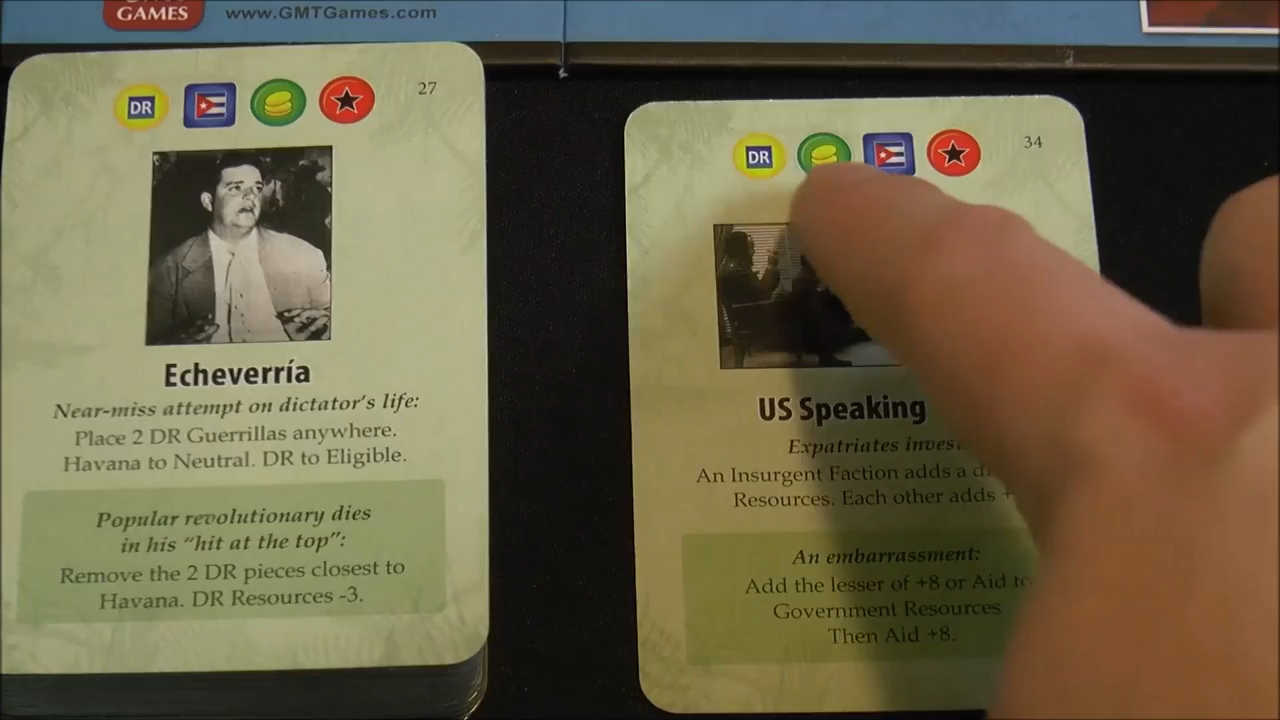 GAMES
www.GMTGames.com
DR
27
Echeverría
Near-miss attempt on dictator's life:
Place 2 DR Guerrillas anywhere.
Havana to Neutral. DR to Eligible.
Popular revolutionary dies
in his "hit at the top":
Remove the 2 DR pieces closest to
Havana. DR Resources -3.
DR
34
US Speaking
Expatriates
An Insurgent Faction adds a
Resources. Each other adds +
An embarrassment:
Add the lesser of +8 or Aid to
Government Resources
Then Aid +8.